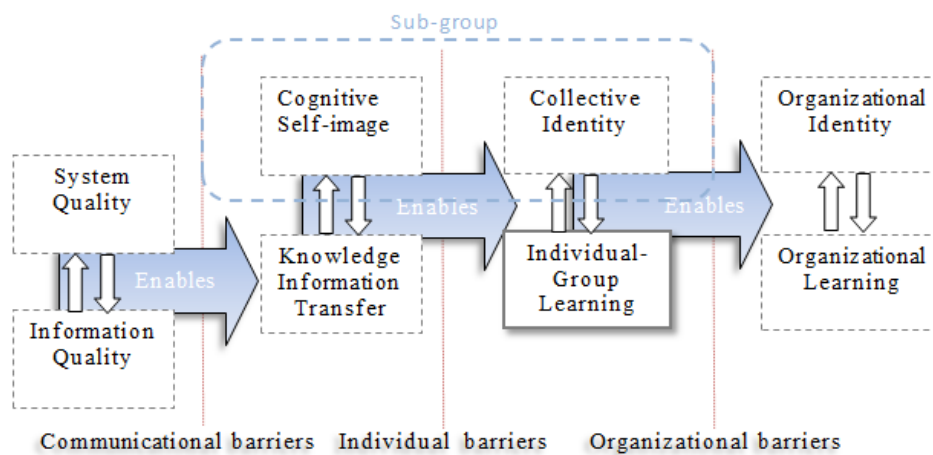 Sub-group
Cognitive
Self-image
Collective
Identity
Organizational
Identity
System
Quality
Enables
Enables
Enables
Knowledge
Information
Transfer
Individual-
Group
Learning
Organizational
Learning
Information
Quality
Communicational barriers
Individual barriers
Organizational barriers